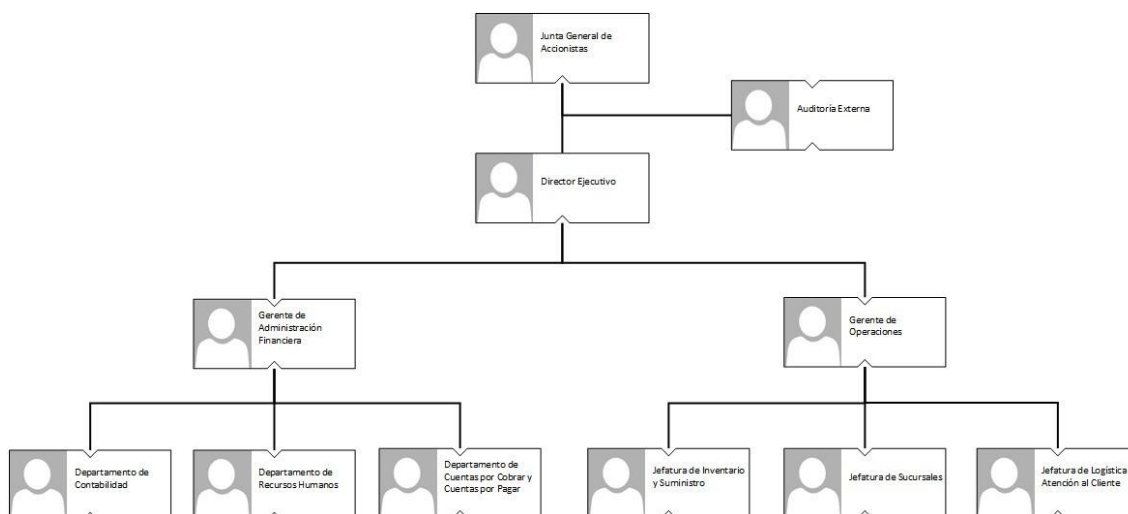 Junta General de
Accionistas
Auditoría Externa
Director Ejecutivo
Gerente de
Administración
Financiera
Gerente de
Operaciones
Departamento de
Contabilidad
Departamento de
Recursos Humanos
Departamento de
Cuentas por Cobrar y
Cuentas por Pagar
Jefatura de Inventario
y Suministro
Jefatura de Sucursales
Jefatura de Logística
Atención al Cliente